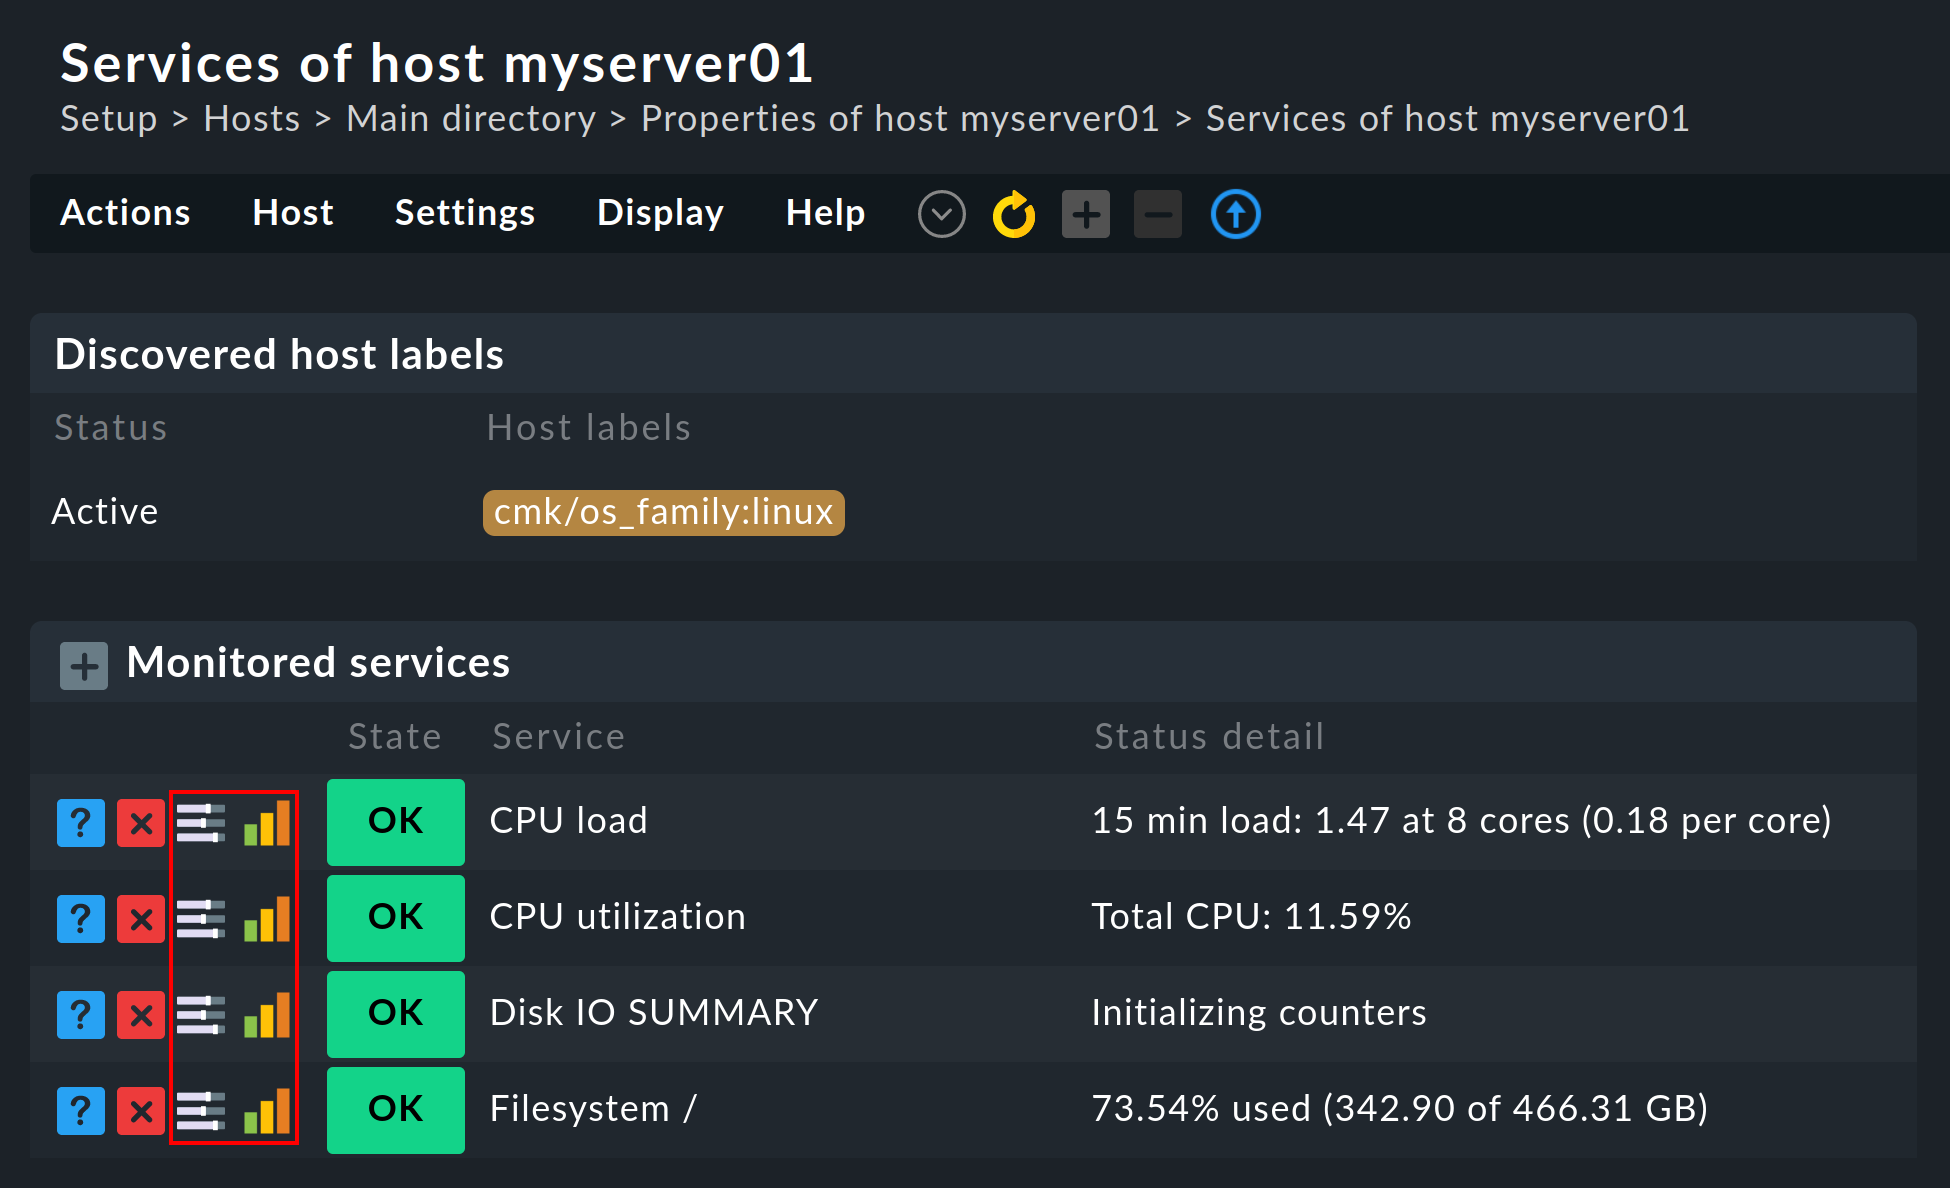 Services of host myserver01
Setup > Hosts > Main directory > Properties of host myserver01 > Services of host myserver01
Actions Host Settings Display Help
Discovered host labels
Status Host labels
Active cmk/os_family:linux
Monitored services
State Service Status detail
OK CPU load 15 min load: 1.47 at 8 cores (0.18 per core)
OK CPU utilization Total CPU: 11.59%
OK Disk IO SUMMARY Initializing counters
OK Filesystem / 73.54% used (342.90 of 466.31 GB)